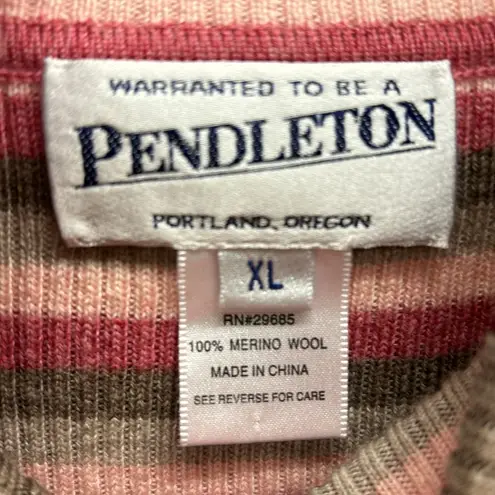 WARRANTED TO BE A
PENDLETON
PORTLAND, OREGON
XL
RN#29685
100% MERINO WOOL
MADE IN CHINA
SEE REVERSE FOR CARE